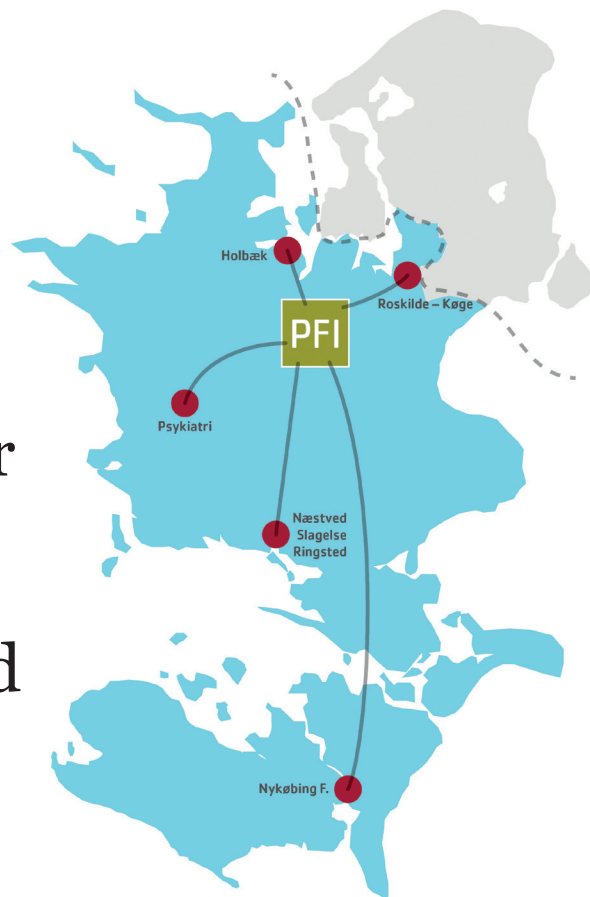 Holbæk
Roskilde – Køge
PFI
Psykiatri
r
Næstved
Slagelse
Ringsted
d
Nykøbing F.